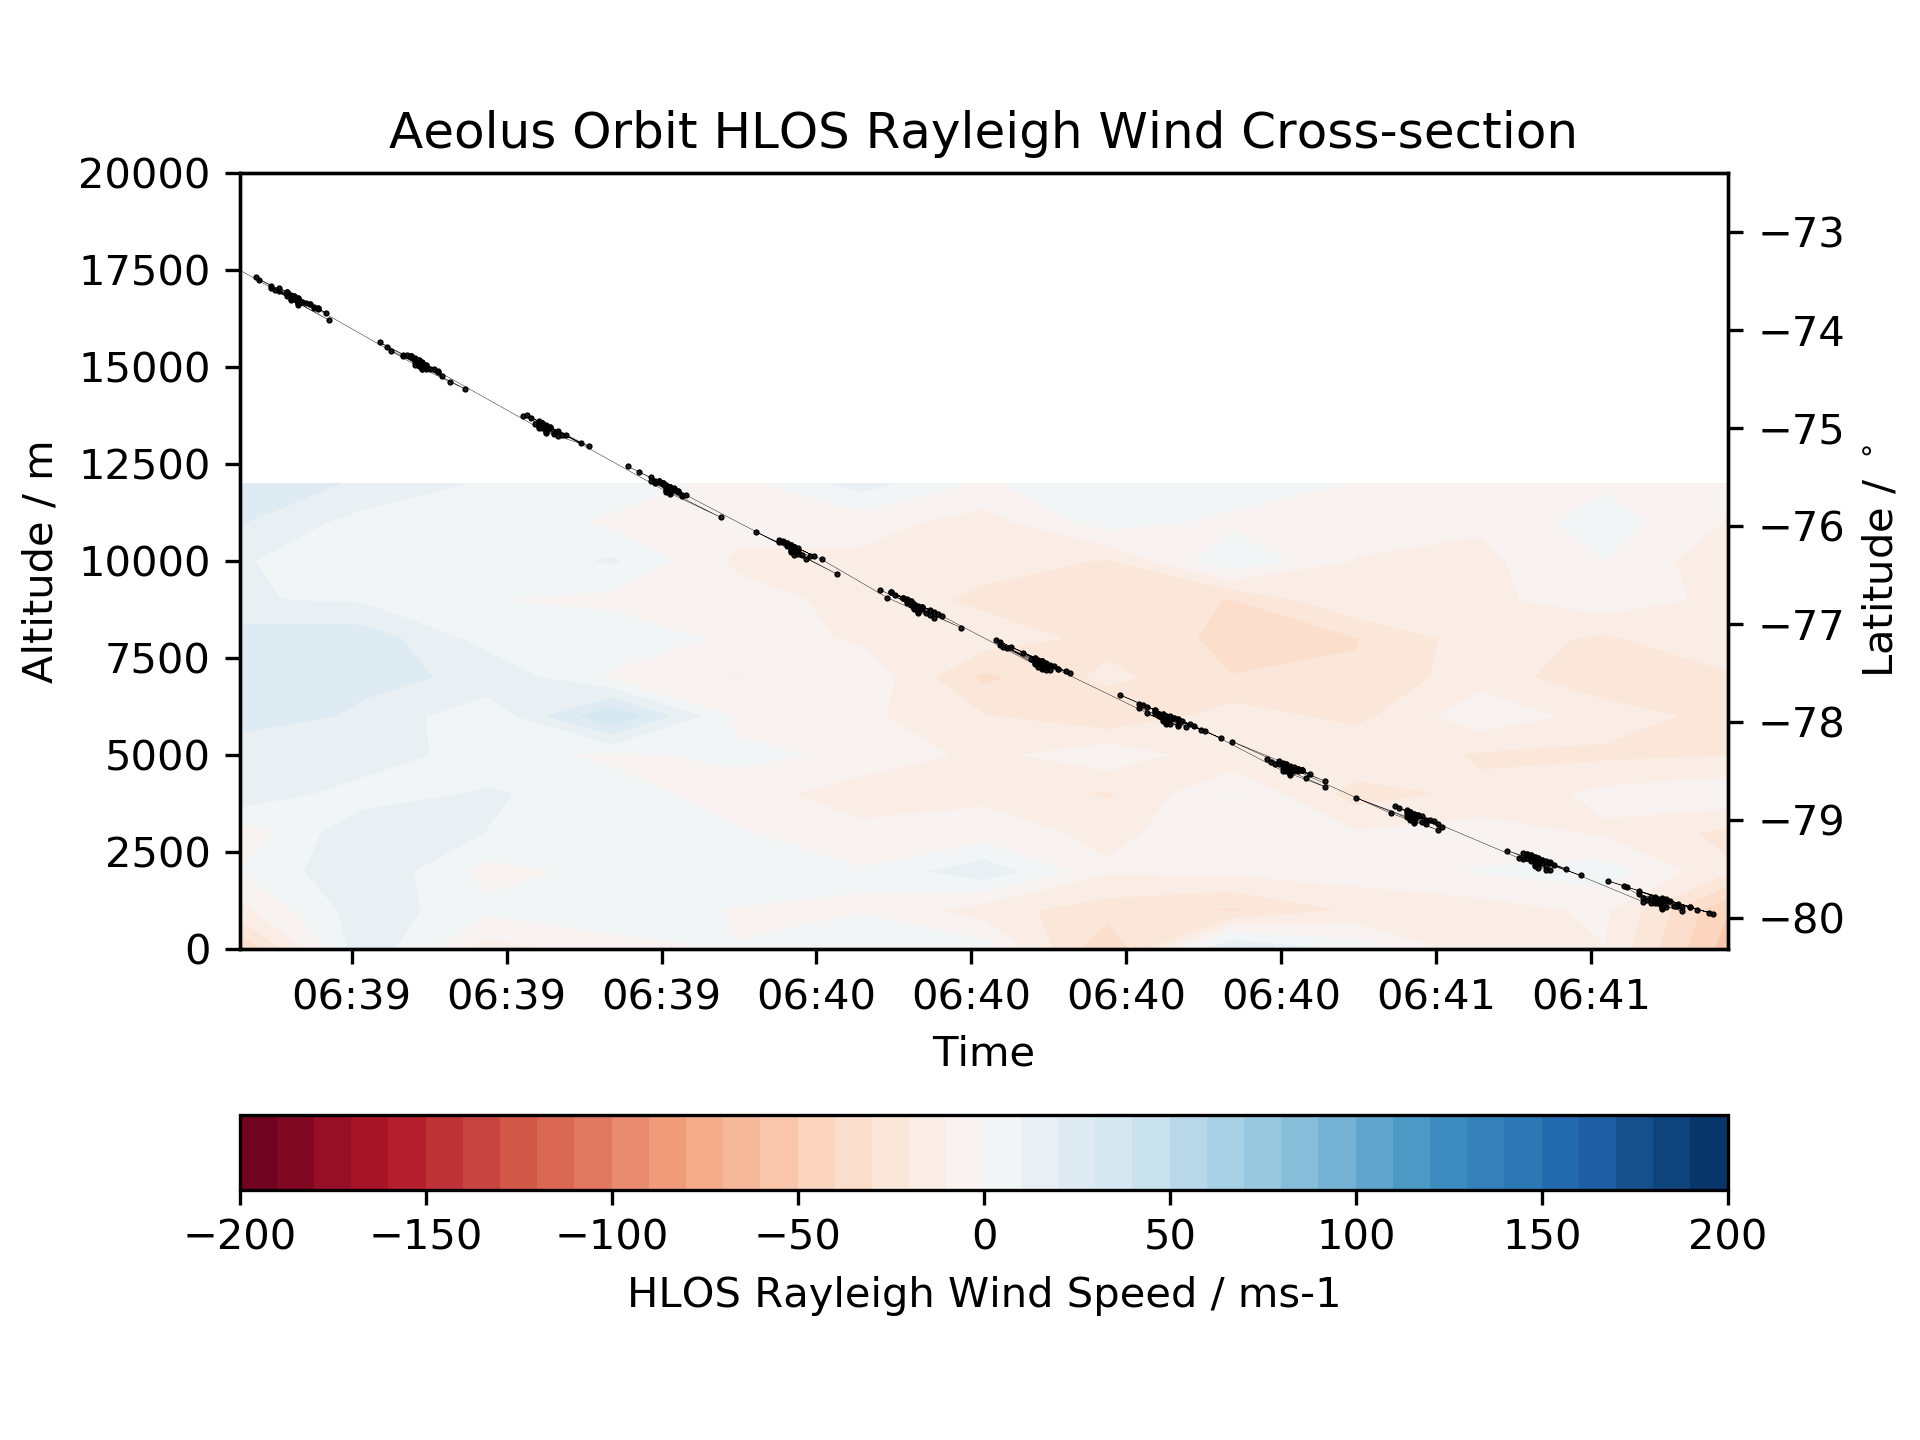 Aeolus Orbit HLOS Rayleigh Wind Cross-section
20000
17500
15000
12500
10000
7500
5000
2500
0
Altitude / m
−73
−74
−75
−76
−77
−78
−79
−80
Latitude / °
06:39 06:39 06:39 06:40 06:40 06:40 06:40 06:41 06:41
Time
−200 −150 −100 −50 0 50 100 150 200
HLOS Rayleigh Wind Speed / ms-1